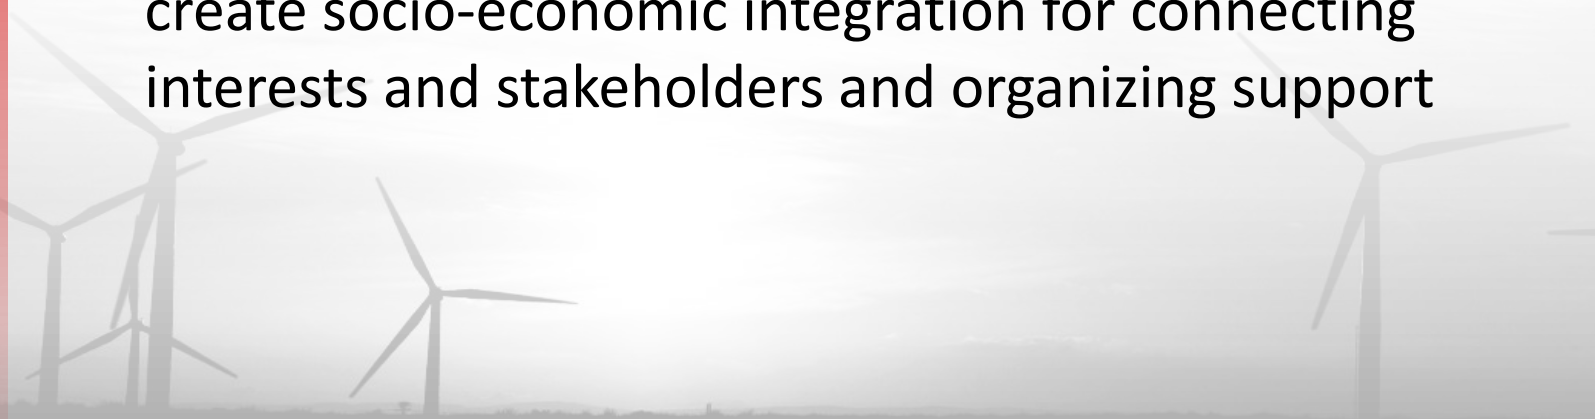 create socio-economic integration for connecting
interests and stakeholders and organizing support